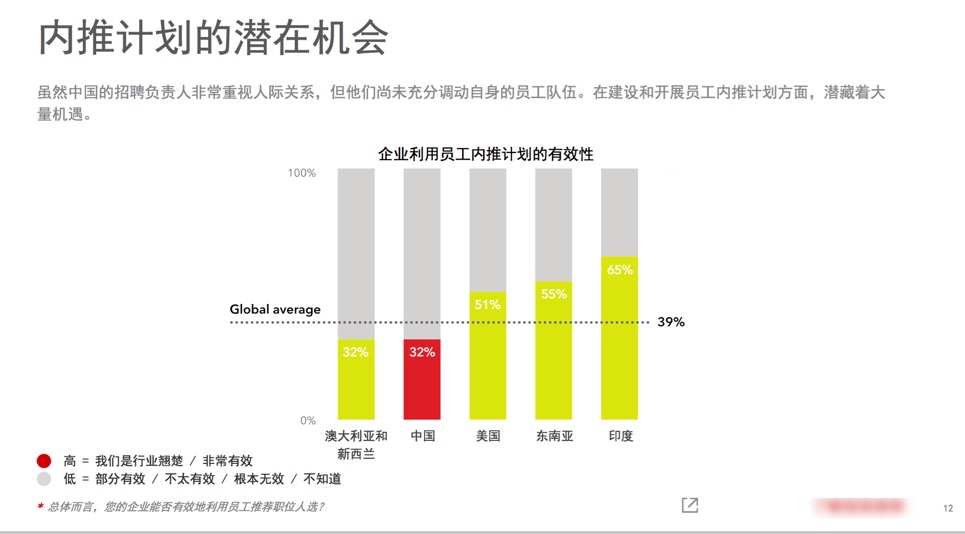 内推计划的潜在机会
虽然中国的招聘负责人非常重视人际关系，但他们尚未充分调动自身的员工队伍。在建设和开展员工内推计划方面，潜藏着大
量机遇。
企业利用员工内推计划的有效性
100%
65%
55%
51%
Global average
39%
32%
32%
0%
澳大利亚和
新西兰
中国
美国
东南亚
印度
高 = 我们是行业翘楚 / 非常有效
低 = 部分有效 / 不太有效 / 根本无效 / 不知道
* 总体而言，您的企业能否有效地利用员工推荐职位人选？
12